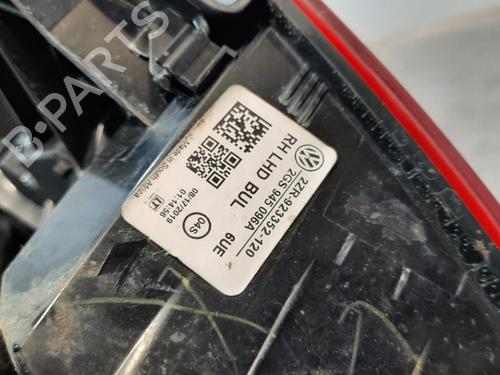 B-PARTS
2ZR-923352-120
2GS 945 096A
RH LHD BUL 6UE
08/17/2019
01:14:56
04S
Made in South Africa